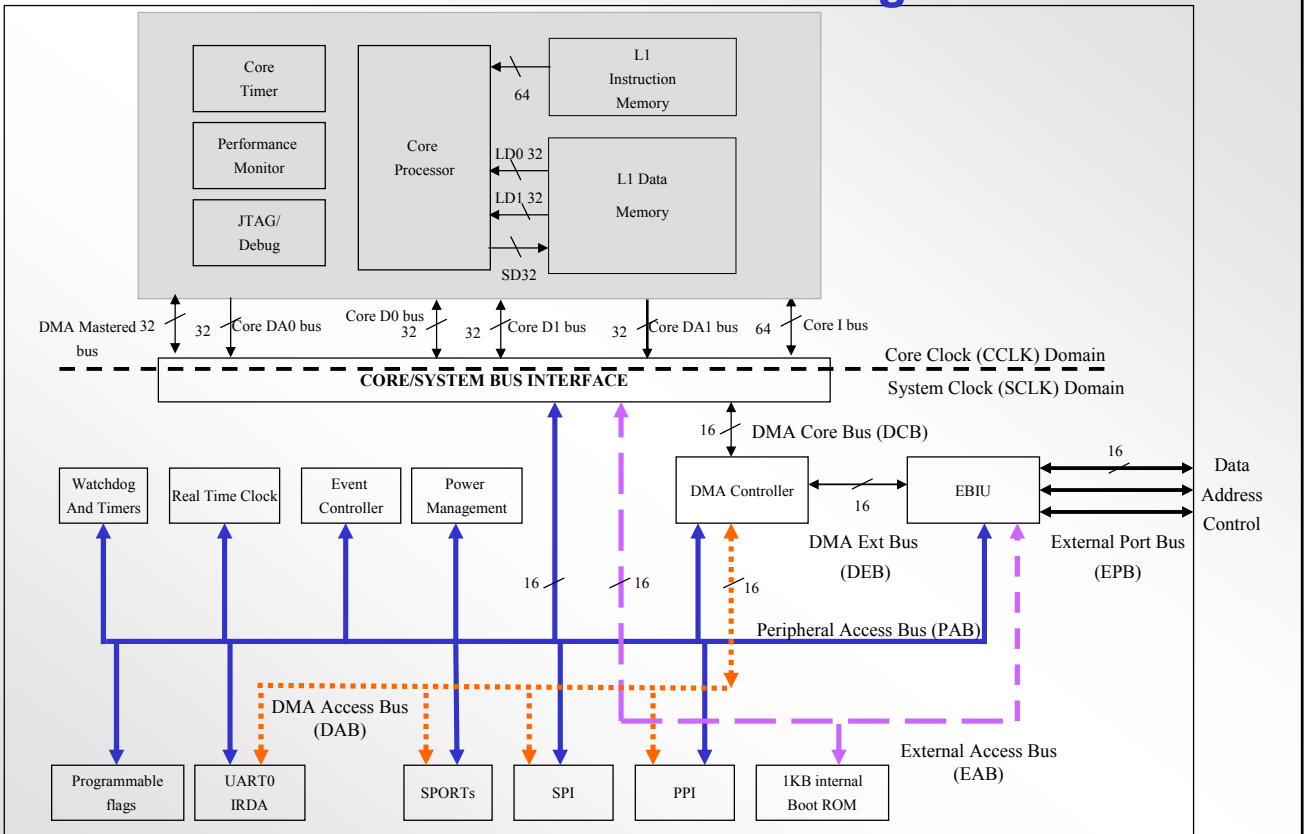 g
Core
Timer
Performance
Monitor
JTAG/
Debug
Core
Processor
L1
Instruction
Memory
64
LD0 32
LD1 32
SD32
L1 Data
Memory
DMA Mastered
bus
32
32
Core DA0 bus
Core D0 bus
32
32
Core D1 bus
32
Core DA1 bus
64
Core I bus
Core Clock (CCLK) Domain
CORE/SYSTEM BUS INTERFACE
System Clock (SCLK) Domain
16
DMA Core Bus (DCB)
Watchdog
And Timers
Real Time Clock
Event
Controller
Power
Management
DMA Controller
16
EBIU
16
Data
Address
Control
DMA Ext Bus
(DEB)
External Port Bus
(EPB)
16
16
16
Peripheral Access Bus (PAB)
DMA Access Bus
(DAB)
External Access Bus
(EAB)
Programmable
flags
UART0
IRDA
SPORTs
SPI
PPI
1KB internal
Boot ROM